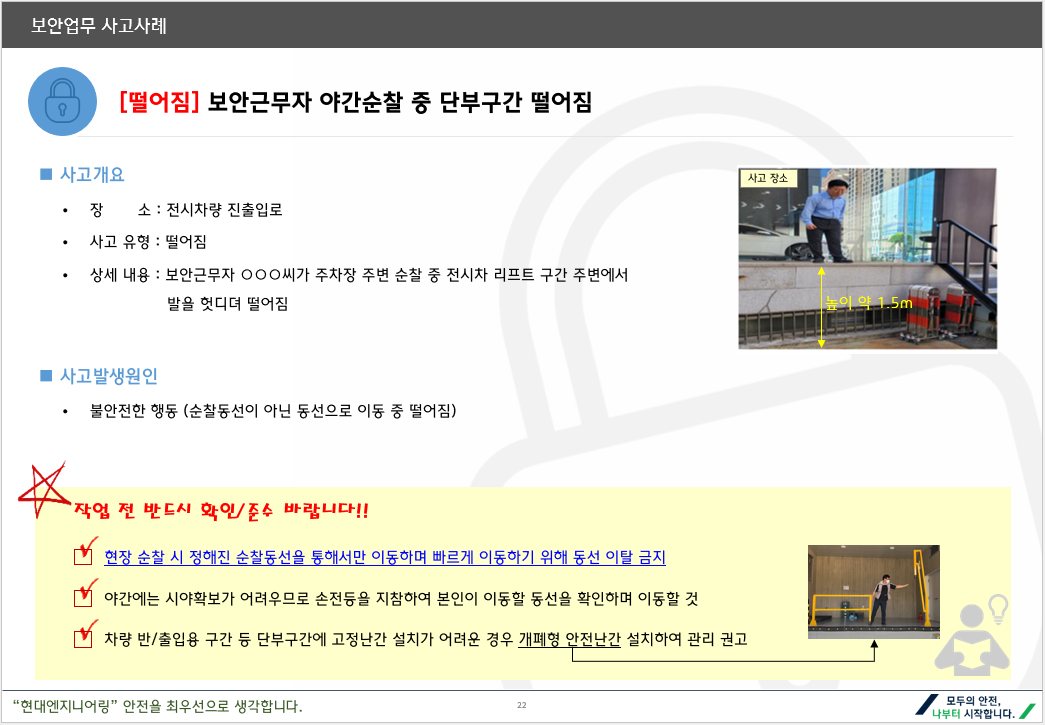 보안업무 사고사례
[떨어짐] 보안근무자 야간순찰 중 단부구간 떨어짐
■ 사고개요
• 장 소 : 전시차량 진출입로
• 사고 유형 : 떨어짐
• 상세 내용 : 보안근무자 ○○○씨가 주차장 주변 순찰 중 전시차 리프트 구간 주변에서
발을 헛디뎌 떨어짐
사고 장소
높이 약 1.5m
■ 사고발생원인
• 불안전한 행동 (순찰동선이 아닌 동선으로 이동 중 떨어짐)
작업 전 반드시 확인/준수 바랍니다!!
현장 순찰 시 정해진 순찰동선을 통해서만 이동하며 빠르게 이동하기 위해 동선 이탈 금지
야간에는 시야확보가 어려우므로 손전등을 지참하여 본인이 이동할 동선을 확인하며 이동할 것
차량 반/출입용 구간 등 단부구간에 고정난간 설치가 어려운 경우 개폐형 안전난간 설치하여 관리 권고
“현대엔지니어링” 안전을 최우선으로 생각합니다.
22
모두의 안전,
나부터 시작합니다.